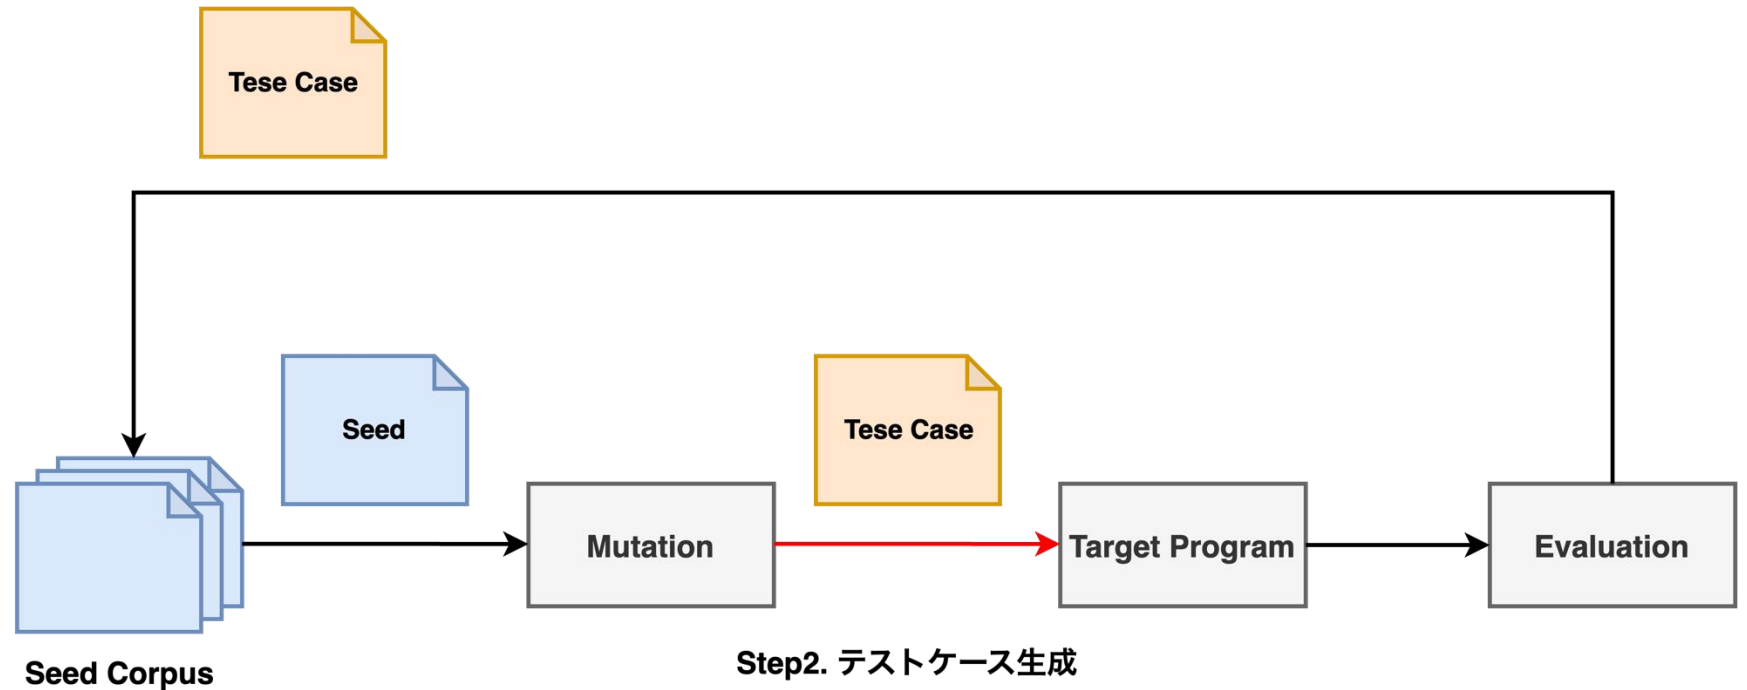 Tese Case
Seed
Tese Case
Mutation
Target Program
Evaluation
Seed Corpus
Step2. テストケース生成